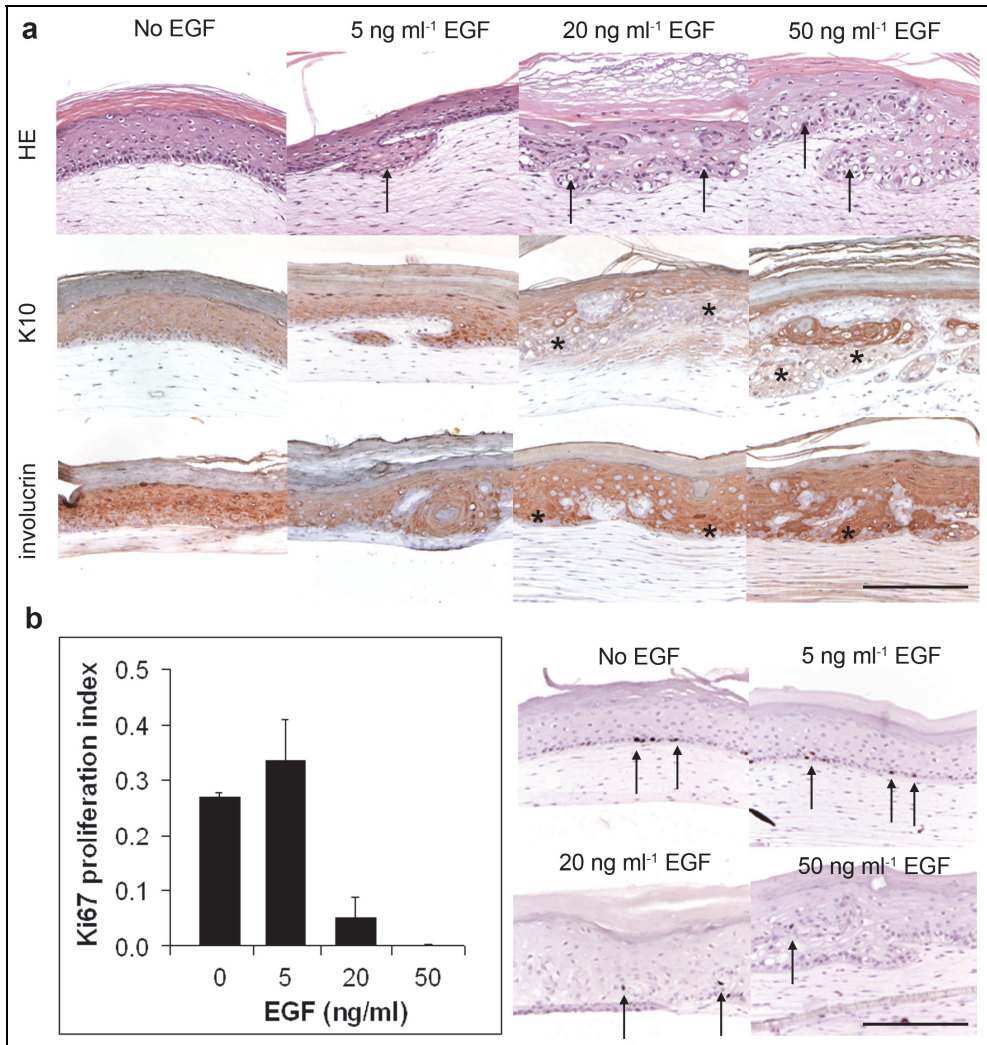 a
No EGF 5 ng ml⁻¹ EGF 20 ng ml⁻¹ EGF 50 ng ml⁻¹ EGF
HE
K10
* *
* *
involucrin
* * *
b
0.5
0.4
0.3
0.2
0.1
0.0
Ki67 proliferation index
0 5 20 50
EGF (ng/ml)
No EGF 5 ng ml⁻¹ EGF
20 ng ml⁻¹ EGF 50 ng ml⁻¹ EGF